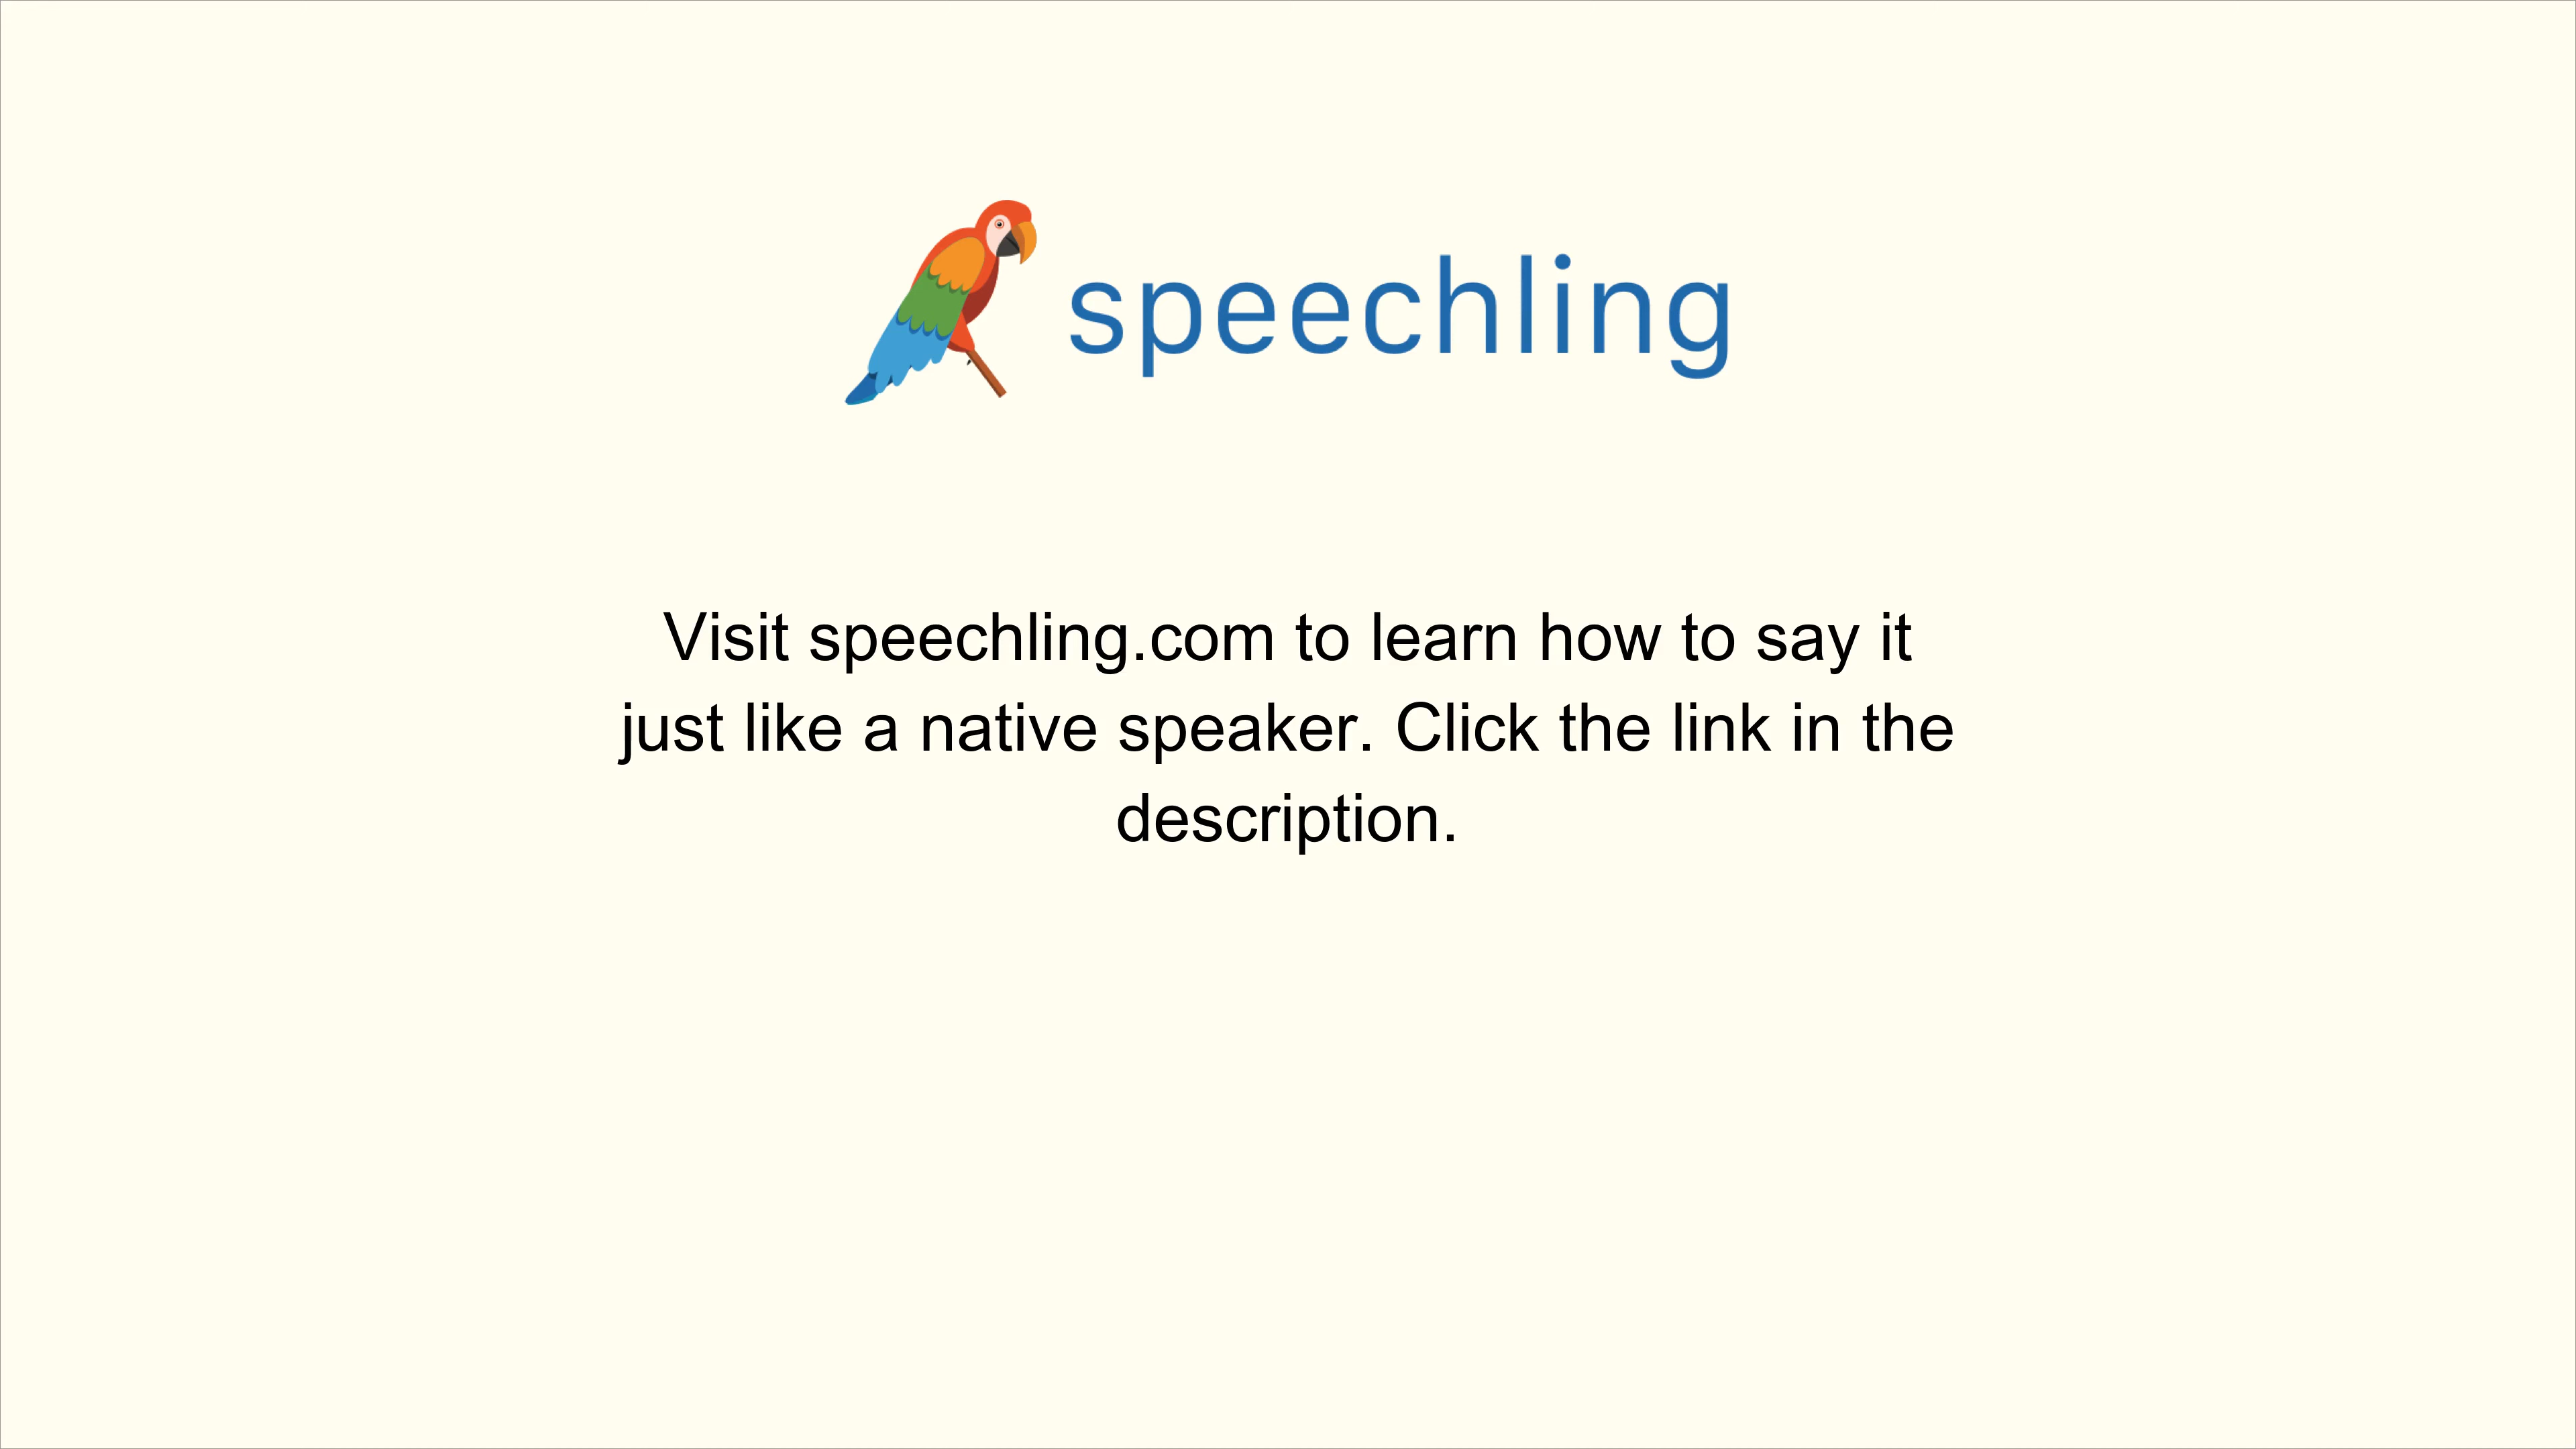 speechling
Visit speechling.com to learn how to say it
just like a native speaker. Click the link in the
description.